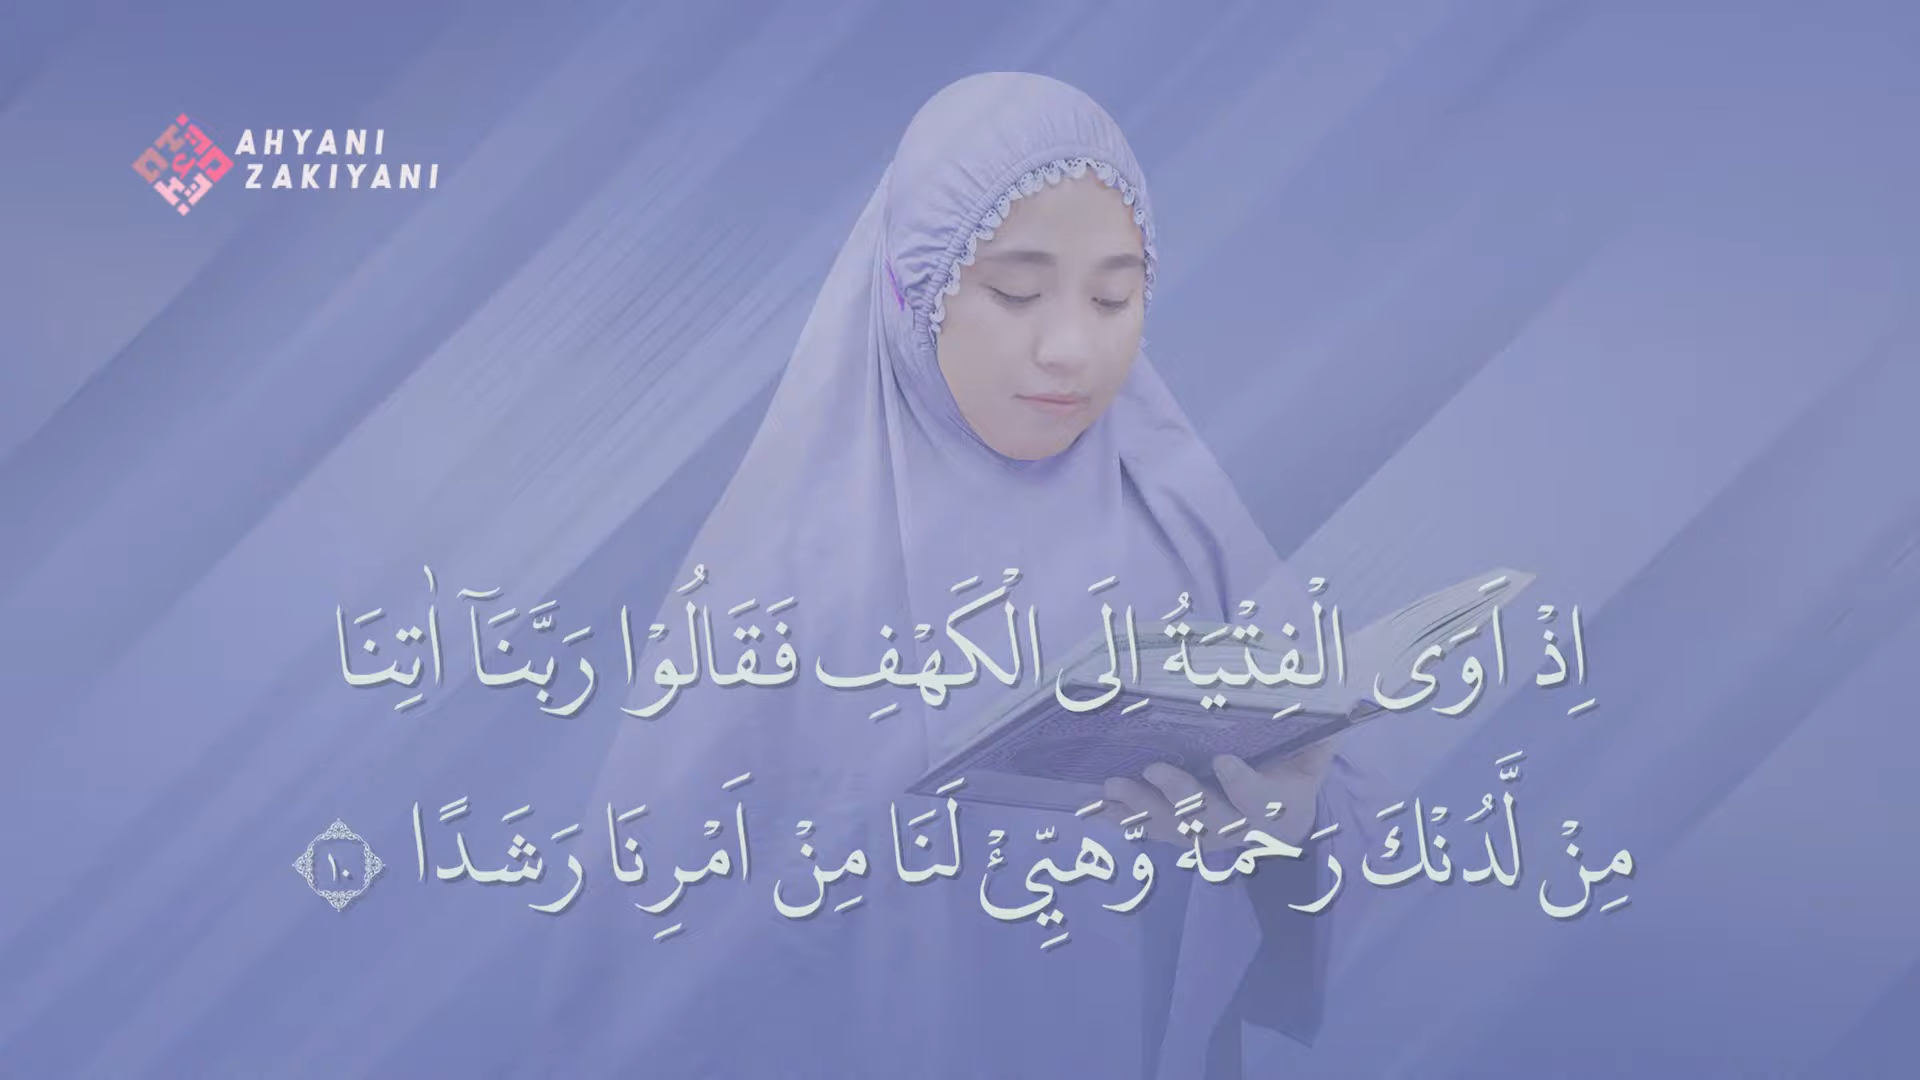 AHYANI
ZAKIYANI
اِذْ اَوَى الْفِتْيَةُ اِلَى الْكَهْفِ فَقَالُوْا رَبَّنَآ اٰتِنَا
مِنْ لَّدُنْكَ رَحْمَةً وَّهَيِّئْ لَنَا مِنْ اَمْرِنَا رَشَدًا ١٠